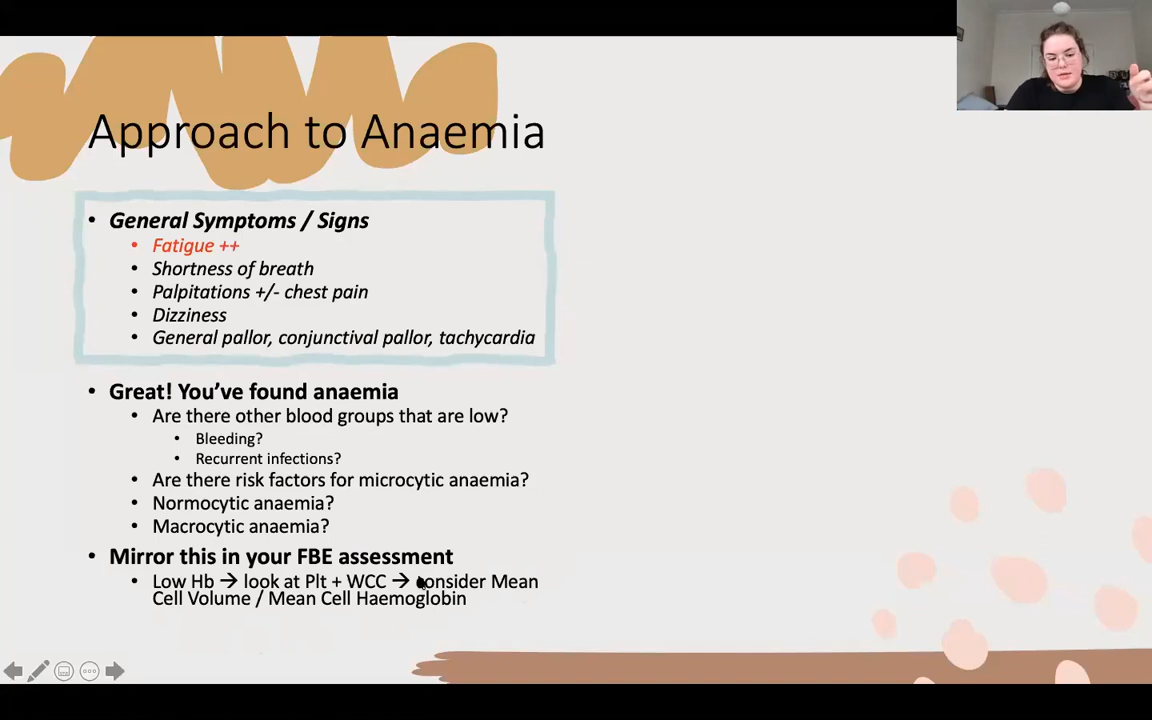 Approach to Anaemia
• General Symptoms / Signs
• Fatigue ++
• Shortness of breath
• Palpitations +/- chest pain
• Dizziness
• General pallor, conjunctival pallor, tachycardia
• Great! You've found anaemia
• Are there other blood groups that are low?
• Bleeding?
• Recurrent infections?
• Are there risk factors for microcytic anaemia?
• Normocytic anaemia?
• Macrocytic anaemia?
• Mirror this in your FBE assessment
• Low Hb → look at Plt + WCC → consider Mean
Cell Volume / Mean Cell Haemoglobin